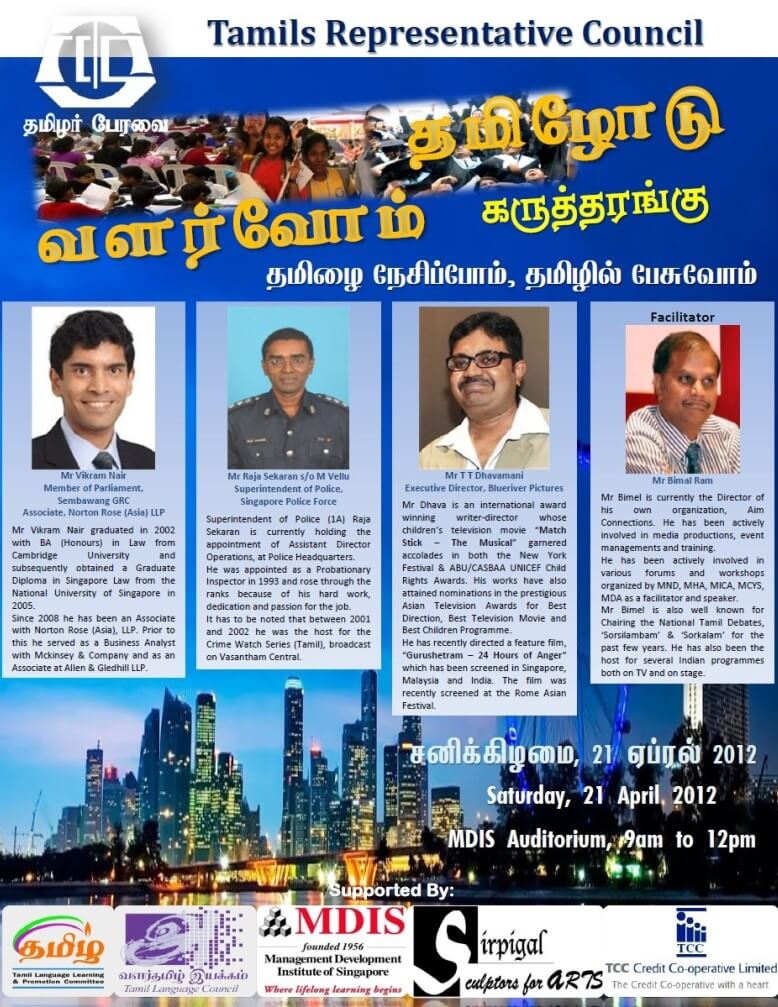 Tamils Representative Council
TC
தமிழர் பேரவை
தமிழோடு
வளர்வோம்
கருத்தரங்கு
தமிழை நேசிப்போம், தமிழில் பேசுவோம்
Mr Vikram Nair
Member of Parliament,
Sembawang GRC
Associate, Norton Rose (Asia) LLP
Mr Vikram Nair graduated in 2002
with BA (Honours) in Law from
Cambridge University and
subsequently obtained a Graduate
Diploma in Singapore Law from the
National University of Singapore in
2005.
Since 2008 he has been an Associate
with Norton Rose (Asia), LLP. Prior to
this he served as a Business Analyst
with Mckinsey & Company and as an
Associate at Allen & Gledhill LLP.
Mr Raja Sekaran s/o M Vellu
Superintendent of Police,
Singapore Police Force
Superintendent of Police (1A) Raja
Sekaran is currently holding the
appointment of Assistant Director
Operations, at Police Headquarters.
He was appointed as a Probationary
Inspector in 1993 and rose through the
ranks because of his hard work,
dedication and passion for the job.
It has to be noted that between 2001
and 2002 he was the host for the
Crime Watch Series (Tamil), broadcast
on Vasantham Central.
Mr T T Dhavamani
Executive Director, Blueriver Pictures
Mr Dhava is an international award
winning writer-director whose
children's television movie "Match
Stick – The Musical" garnered
accolades in both the New York
Festival & ABU/CASBAA UNICEF Child
Rights Awards. His works have also
attained nominations in the prestigious
Asian Television Awards for Best
Direction, Best Television Movie and
Best Children Programme.
He has recently directed a feature film,
"Gurushetram – 24 Hours of Anger"
which has been screened in Singapore,
Malaysia and India. The film was
recently screened at the Rome Asian
Festival.
Facilitator
Mr Bimal Ram
Mr Bimel is currently the Director of
his own organization, Aim
Connections. He has been actively
involved in media productions, event
managements and training.
He has been actively involved in
various forums and workshops
organized by MND, MHA, MICA, MCYS,
MDA as a facilitator and speaker.
Mr Bimel is also well known for
Chairing the National Tamil Debates,
'Sorsilambam' & 'Sorkalam' for the
past few years. He has also been the
host for several Indian programmes
both on TV and on stage.
சனிக்கிழமை, 21 ஏப்ரல் 2012
Saturday, 21 April 2012
MDIS Auditorium, 9am to 12pm
Supported By:
தமிழ்
Tamil Language Learning
& Promotion Committee
வளர்தமிழ் இயக்கம்
Tamil Language Council
MDIS
founded 1956
Management Development
Institute of Singapore
Where lifelong learning begins
Sirpigal
Sculptors for ARTS
TCC
TCC Credit Co-operative Limited
The Credit Co-operative with a heart